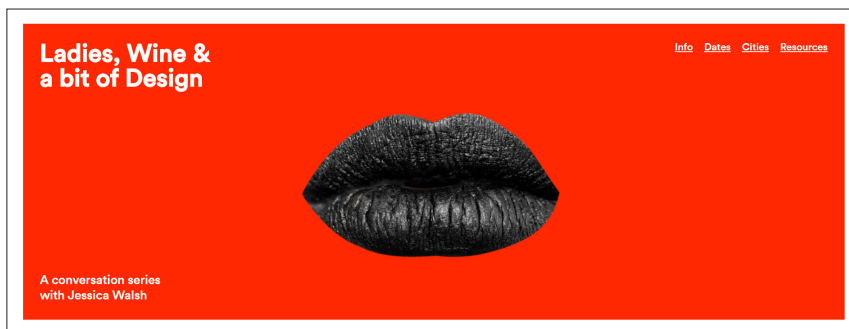 Ladies, Wine &
a bit of Design
Info Dates Cities Resources
A conversation series
with Jessica Walsh